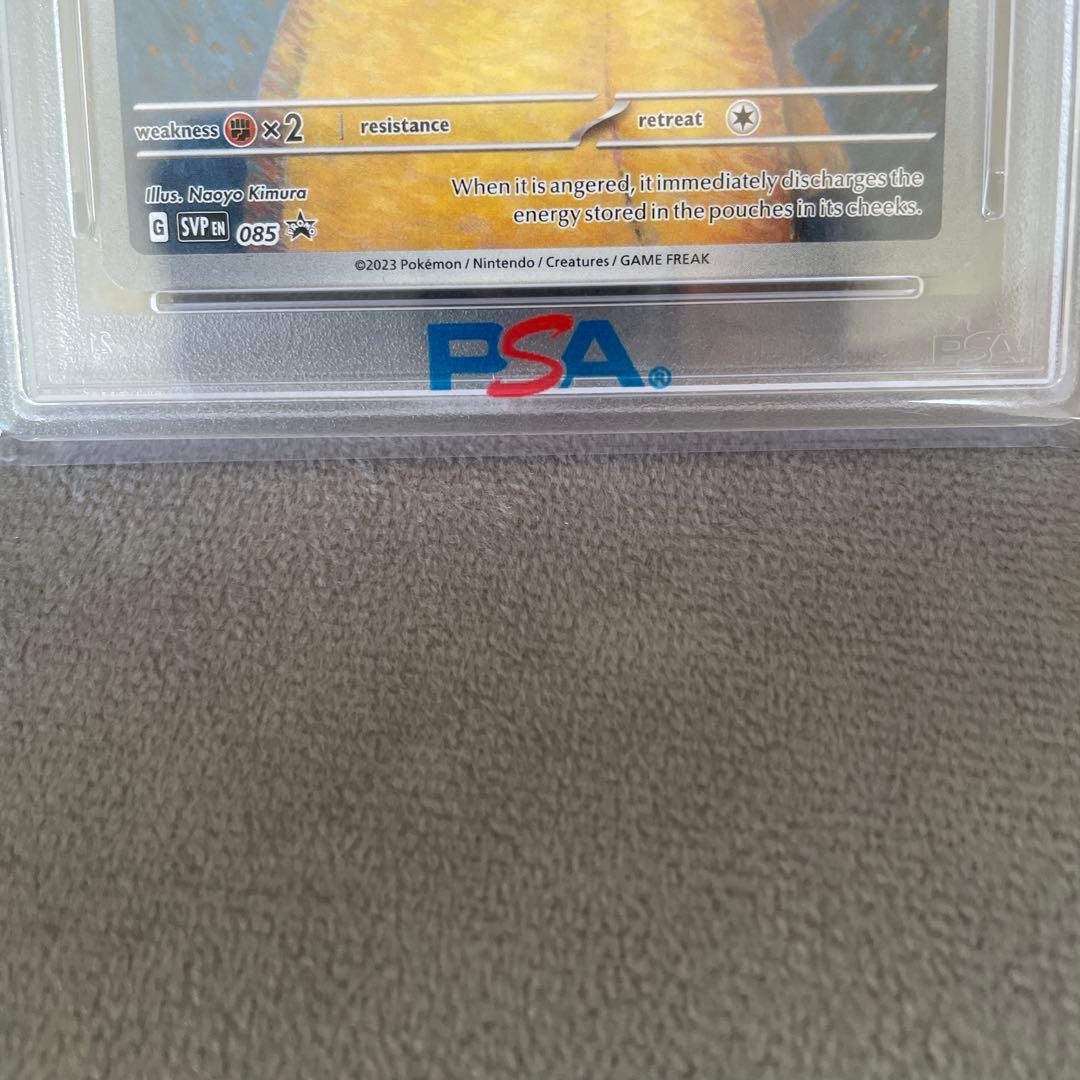 weakness ×2 resistance retreat
Illus. Naoyo Kimura
When it is angered, it immediately discharges the
energy stored in the pouches in its cheeks.
G SVP EN 085
©2023 Pokémon / Nintendo / Creatures / GAME FREAK
PSA®
PSA